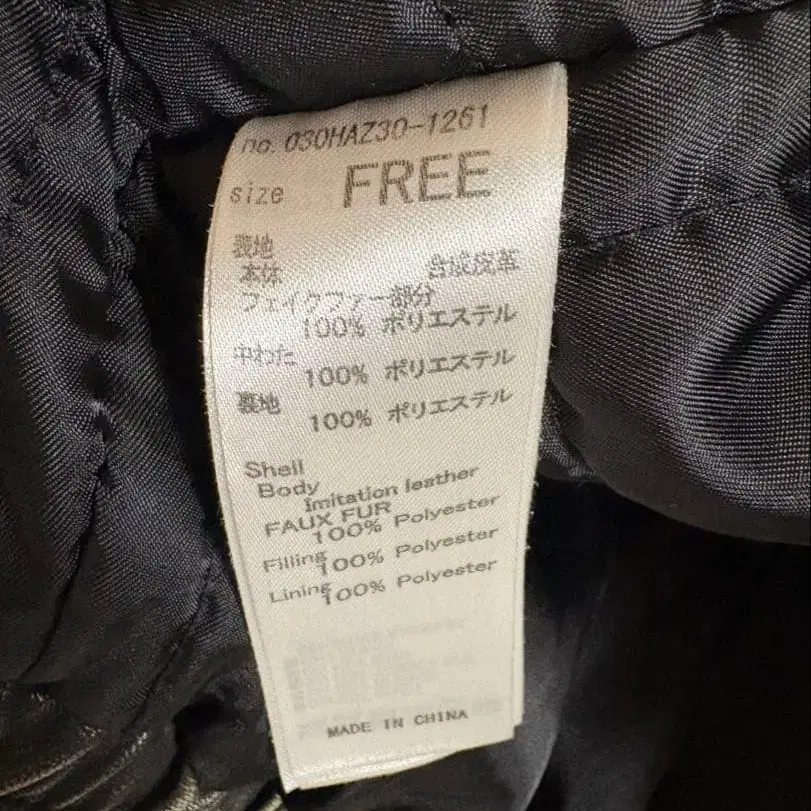 no. 030HAZ30-1261
size FREE
表地
本体 合成皮革
フェイクファー部分
100% ポリエステル
中わた
100% ポリエステル
裏地
100% ポリエステル
Shell
Body
Imitation leather
FAUX FUR
100% Polyester
Filling
100% Polyester
Lining
100% Polyester
MADE IN CHINA